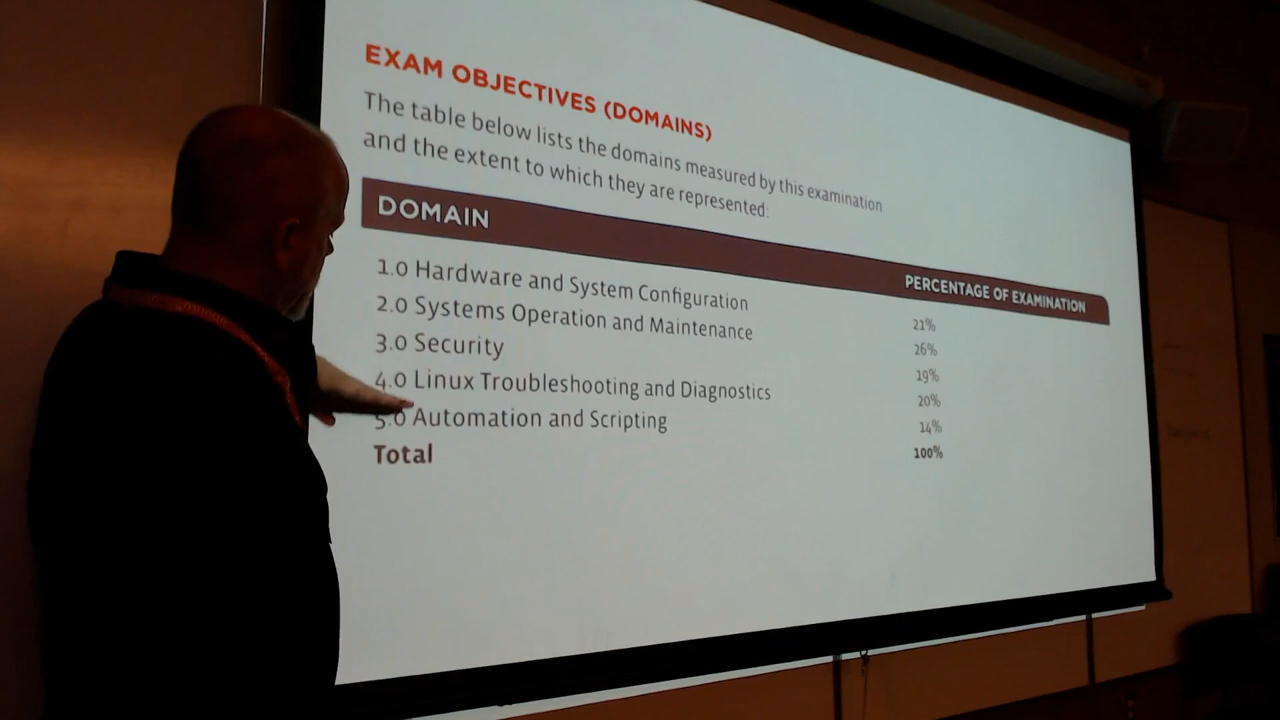 EXAM OBJECTIVES (DOMAINS)
The table below lists the domains measured by this examination
and the extent to which they are represented:
DOMAIN PERCENTAGE OF EXAMINATION
1.0 Hardware and System Configuration 21%
2.0 Systems Operation and Maintenance 26%
3.0 Security 19%
4.0 Linux Troubleshooting and Diagnostics 20%
5.0 Automation and Scripting 14%
Total 100%